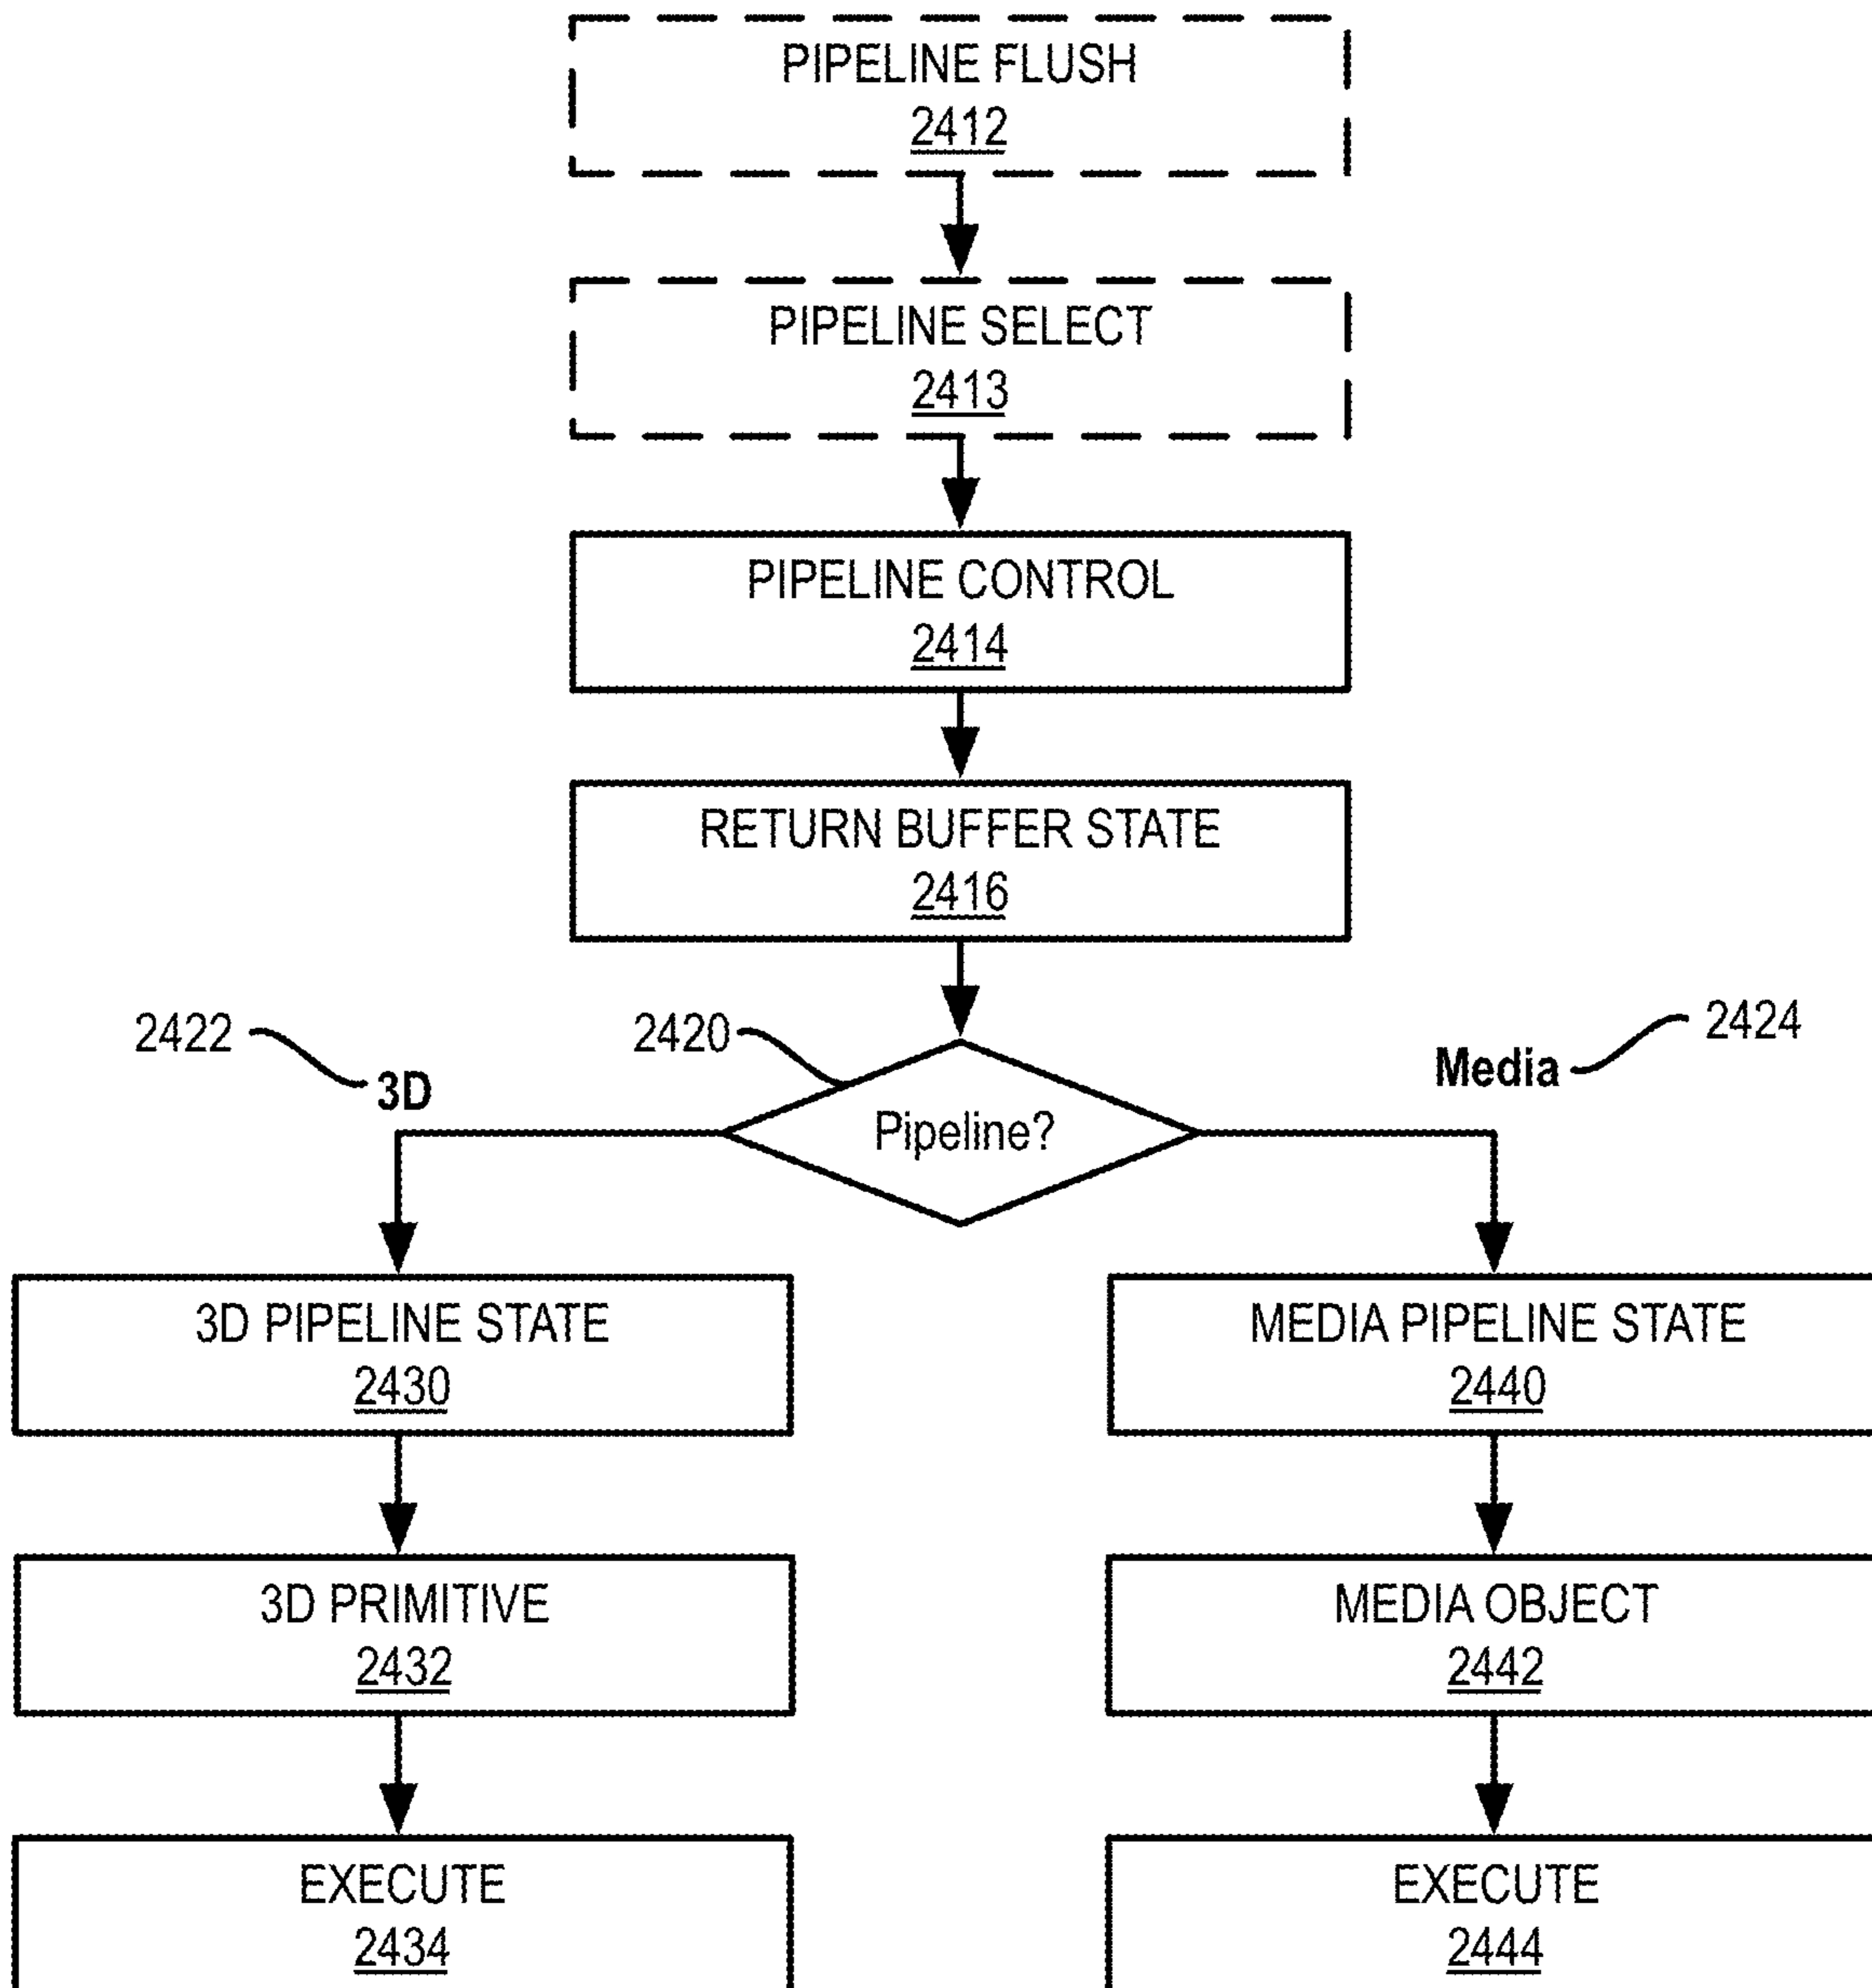 PIPELINE FLUSH
2412
PIPELINE SELECT
2413
PIPELINE CONTROL
2414
RETURN BUFFER STATE
2416
2422
2420
2424
3D
Media
Pipeline?
3D PIPELINE STATE
2430
MEDIA PIPELINE STATE
2440
3D PRIMITIVE
2432
MEDIA OBJECT
2442
EXECUTE
2434
EXECUTE
2444